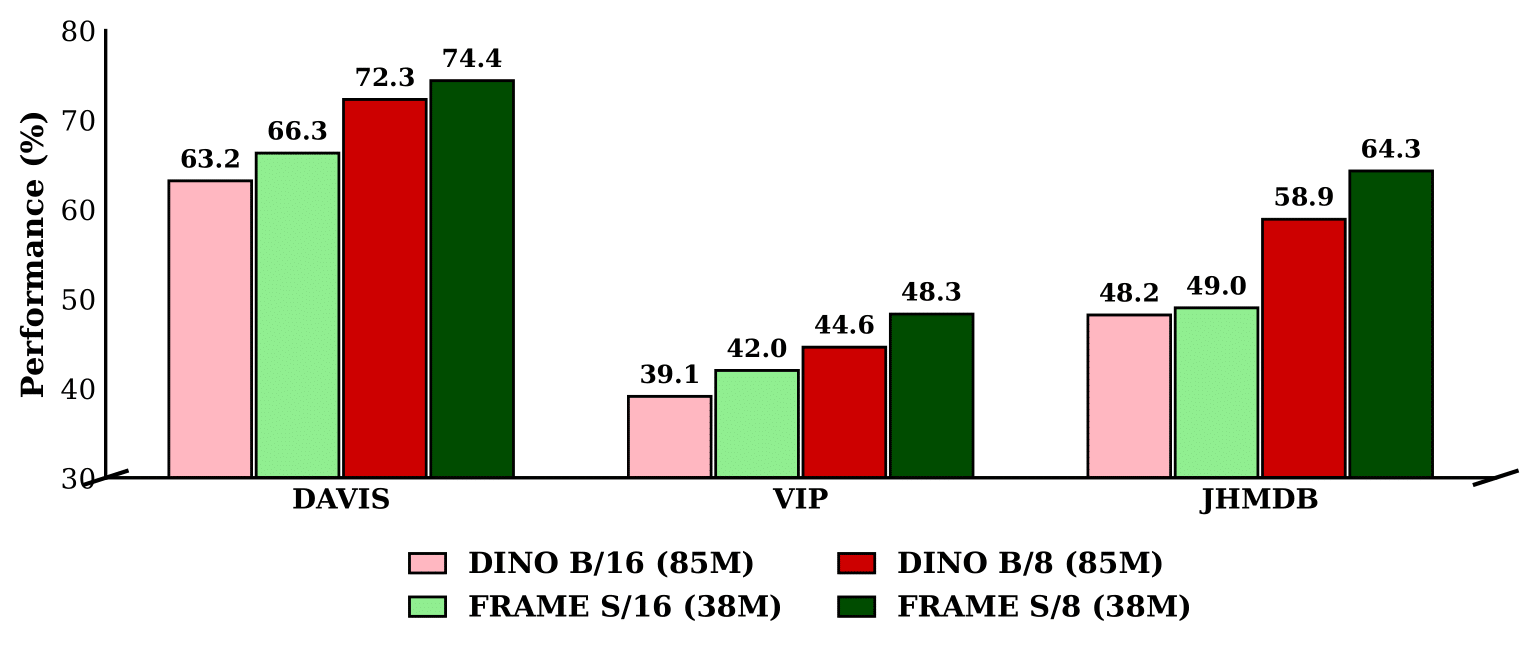 Performance (%)
80
70
60
50
40
30
63.2
66.3
72.3
74.4
39.1
42.0
44.6
48.3
48.2
49.0
58.9
64.3
DAVIS
VIP
JHMDB
DINO B/16 (85M)
FRAME S/16 (38M)
DINO B/8 (85M)
FRAME S/8 (38M)